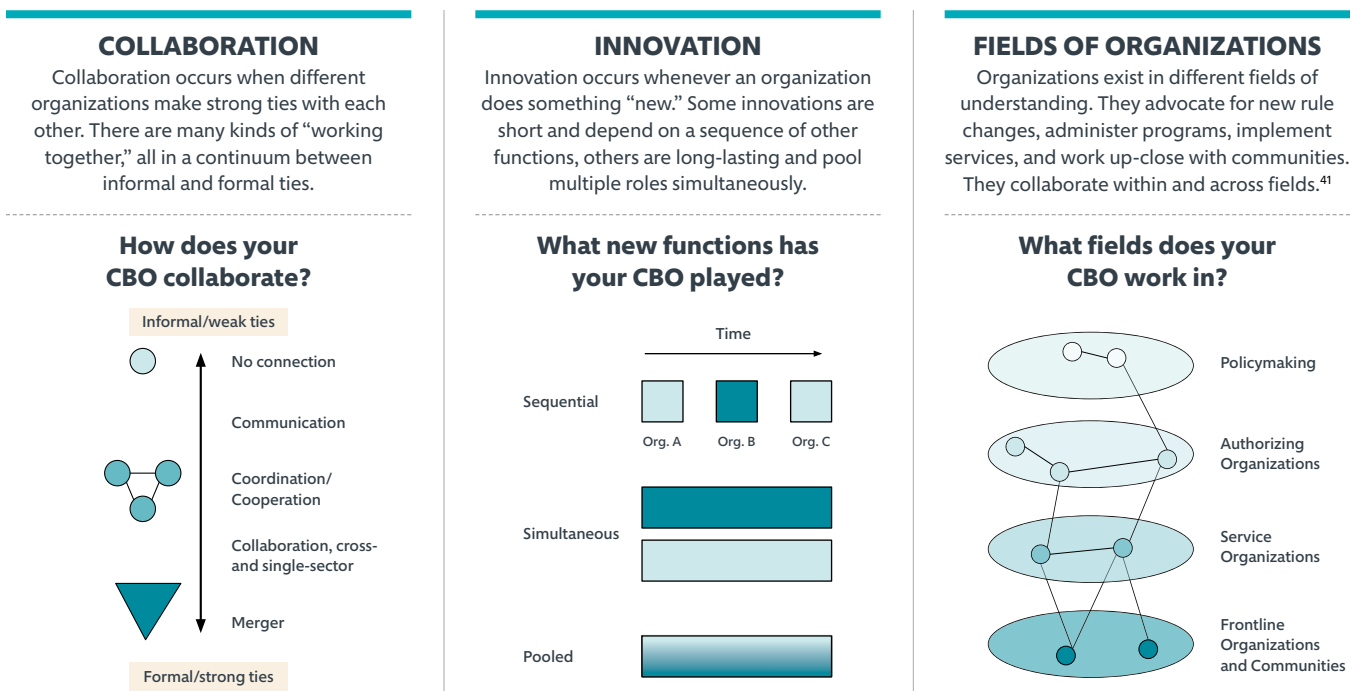 COLLABORATION
Collaboration occurs when different
organizations make strong ties with each
other. There are many kinds of “working
together,” all in a continuum between
informal and formal ties.
How does your
CBO collaborate?
Informal/weak ties
No connection
Communication
Coordination/
Cooperation
Collaboration, cross-
and single-sector
Merger
Formal/strong ties
INNOVATION
Innovation occurs whenever an organization
does something “new.” Some innovations are
short and depend on a sequence of other
functions, others are long-lasting and pool
multiple roles simultaneously.
What new functions has
your CBO played?
Time
Sequential
Org. A
Org. B
Org. C
Simultaneous
Pooled
FIELDS OF ORGANIZATIONS
Organizations exist in different fields of
understanding. They advocate for new rule
changes, administer programs, implement
services, and work up-close with communities.
They collaborate within and across fields.⁴¹
What fields does your
CBO work in?
Policymaking
Authorizing
Organizations
Service
Organizations
Frontline
Organizations
and Communities